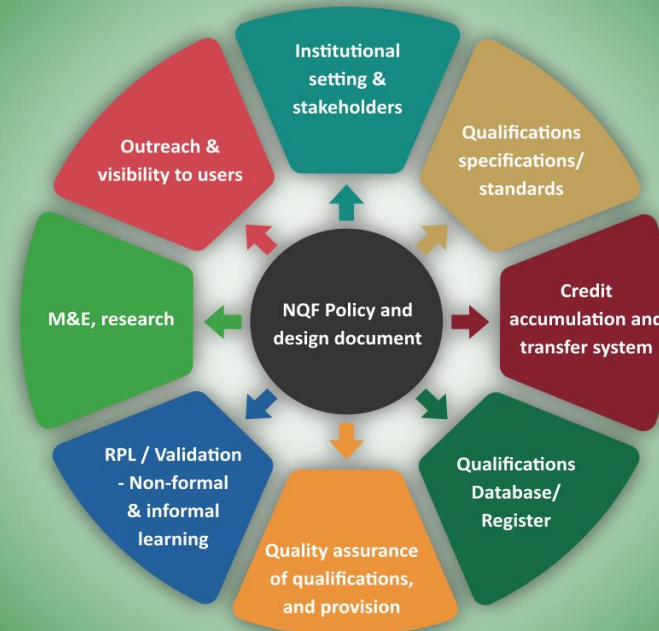 Institutional
setting &
stakeholders
Qualifications
specifications/
standards
Credit
accumulation and
transfer system
Qualifications
Database/
Register
Quality assurance
of qualifications,
and provision
RPL / Validation
- Non-formal
& informal
learning
M&E, research
Outreach &
visibility to users
NQF Policy and
design document